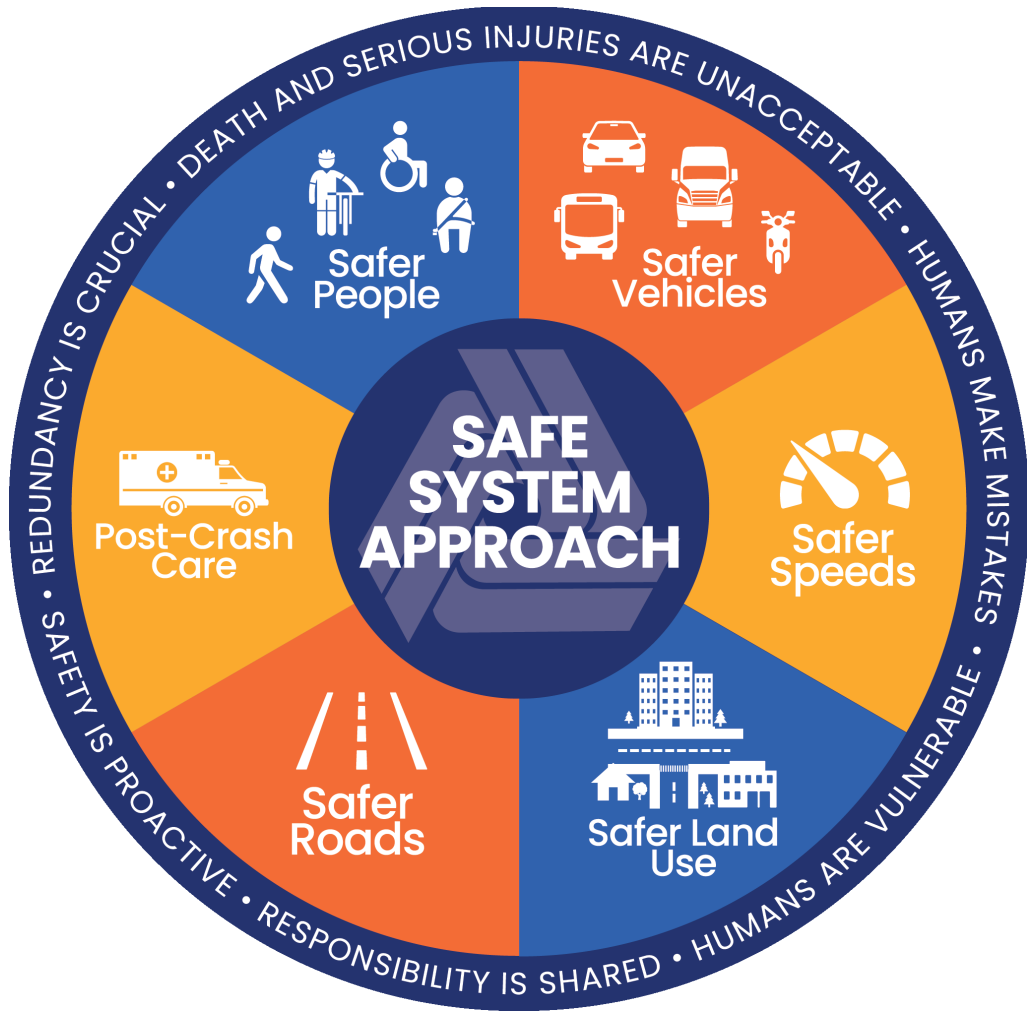 DEATH AND SERIOUS INJURIES ARE UNACCEPTABLE • HUMANS MAKE MISTAKES • HUMANS ARE VULNERABLE • RESPONSIBILITY IS SHARED • SAFETY IS PROACTIVE • REDUNDANCY IS CRUCIAL •
Safer
People
Safer
Vehicles
Post-Crash
Care
SAFE
SYSTEM
APPROACH
Safer
Speeds
Safer
Roads
Safer Land
Use